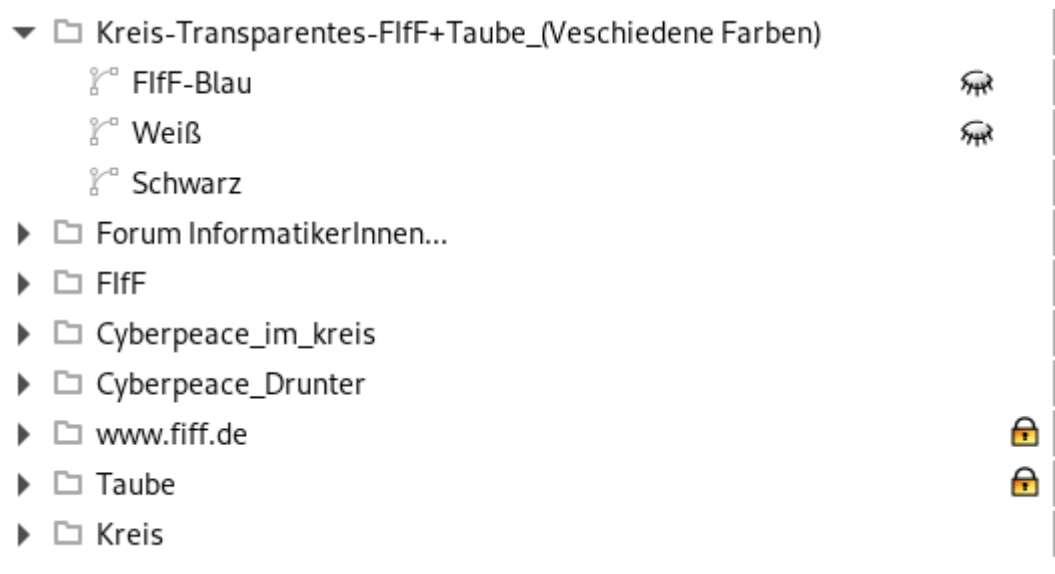 Kreis-Transparentes-FIfF+Taube_(Veschiedene Farben)
FIfF-Blau
Weiß
Schwarz
Forum InformatikerInnen...
FIfF
Cyberpeace_im_kreis
Cyberpeace_Drunter
www.fiff.de
Taube
Kreis